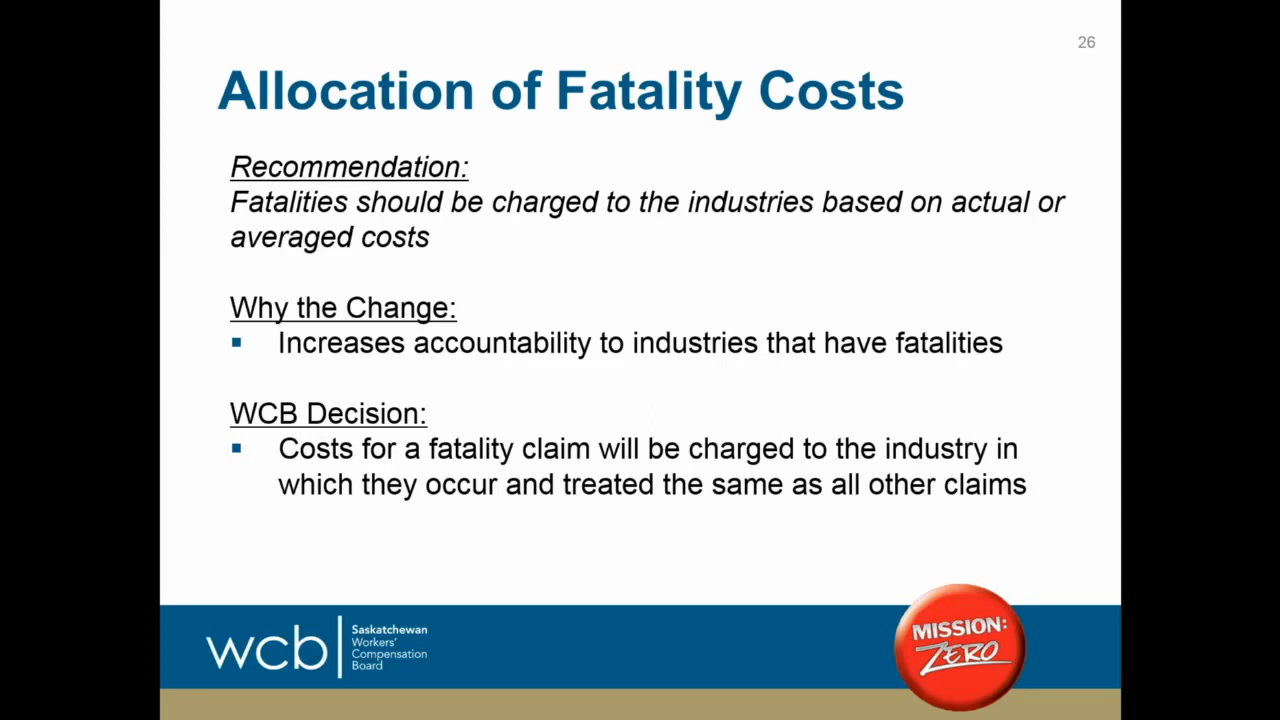 26
Allocation of Fatality Costs
Recommendation:
Fatalities should be charged to the industries based on actual or
averaged costs
Why the Change:
▪ Increases accountability to industries that have fatalities
WCB Decision:
▪ Costs for a fatality claim will be charged to the industry in
which they occur and treated the same as all other claims
wcb
Saskatchewan
Workers'
Compensation
Board
MISSION:
ZERO